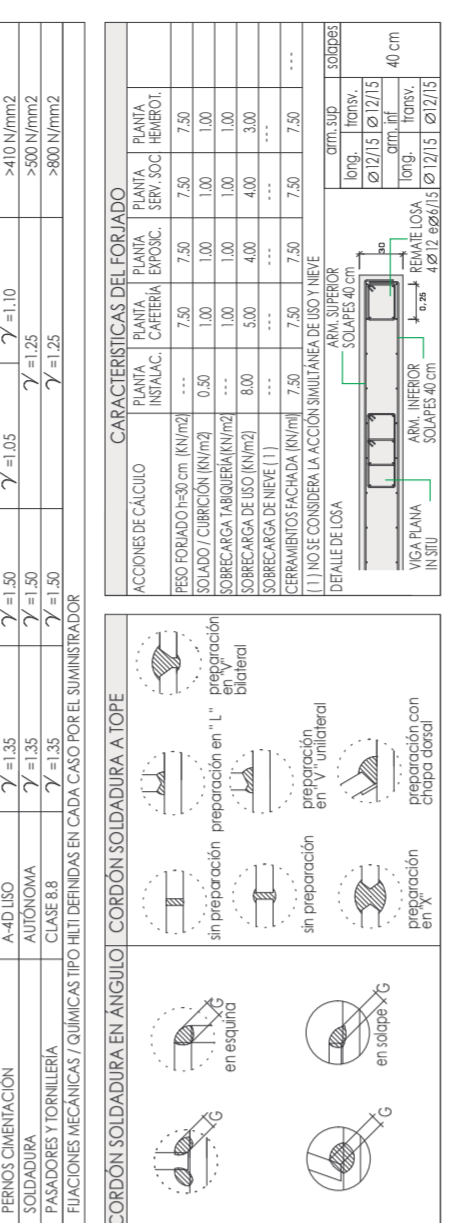 PERNOS CIMENTACIÓN A-4D LISO γ =1.35 γ =1.50 γ =1.05 γ =1.10 >410 N/mm2
SOLDADURA AUTÓNOMA γ =1.35 γ =1.50 γ =1.25 >500 N/mm2
PASADORES Y TORNILLERÍA CLASE 8.8 γ =1.35 γ =1.50 γ =1.25 >800 N/mm2
FIJACIONES MECÁNICAS / QUÍMICAS TIPO HILTI DEFINIDAS EN CADA CASO POR EL SUMINISTRADOR
CORDÓN SOLDADURA EN ÁNGULO
G
G
en esquina
G
G
en solape
CORDÓN SOLDADURA A TOPE
sin preparación
preparación en " L "
preparación
en "V"
bilateral
sin preparación
preparación
en " V " unilateral
preparación
en "X"
preparación con
chapa dorsal
CARACTERISTICAS DEL FORJADO
ACCIONES DE CÁLCULO
PLANTA
INSTALAC.
PLANTA
CAFETERÍA
PLANTA
EXPOSIC.
PLANTA
SERV. SOC
PLANTA
HEMEROT.
PESO FORJADO h=30 cm (KN/m2) --- 7.50 7.50 7.50 7.50
SOLADO / CUBRICIÓN (KN/m2) 0.50 1.00 1.00 1.00 1.00
SOBRECARGA TABIQUERÍA(KN/m2) --- 1.00 1.00 1.00 1.00
SOBRECARGA DE USO (KN/m2) 8.00 5.00 4.00 4.00 3.00
SOBRECARGA DE NIEVE ( 1 ) --- --- --- --- ---
CERRAMIENTOS FACHADA (KN/ml) 7.50 7.50 7.50 7.50 7.50 ---
( 1 ) NO SE CONSIDERA LA ACCIÓN SIMULTÁNEA DE USO Y NIEVE
DETALLE DE LOSA
ARM. SUPERIOR
SOLAPES 40 cm
30
0,25
VIGA PLANA
IN SITU
ARM. INFERIOR
SOLAPES 40 cm
REMATE LOSA
4Ø12 eØ6/15
arm. sup solapes
long. transv.
Ø12/15 Ø12/15
arm. inf 40 cm
long. transv.
Ø12/15 Ø12/15